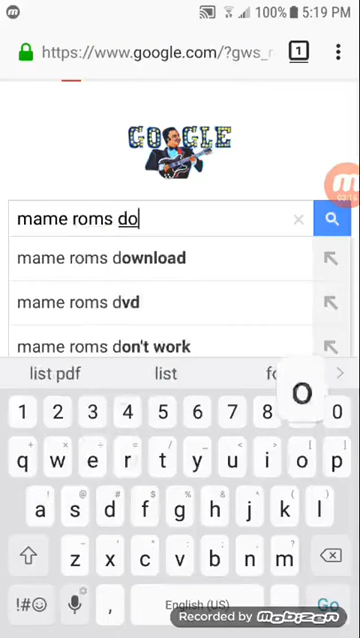 100% 5:19 PM
https://www.google.com/?gws_r
1
GOOGLE
mame roms do
mame roms download
mame roms dvd
mame roms don't work
list pdf list fo
o
1 2 3 4 5 6 7 8 0
q w e r t y u i o p
a s d f g h j k l
z x c v b n m
!#☺ , English (US) Go
Recorded by Mobizen